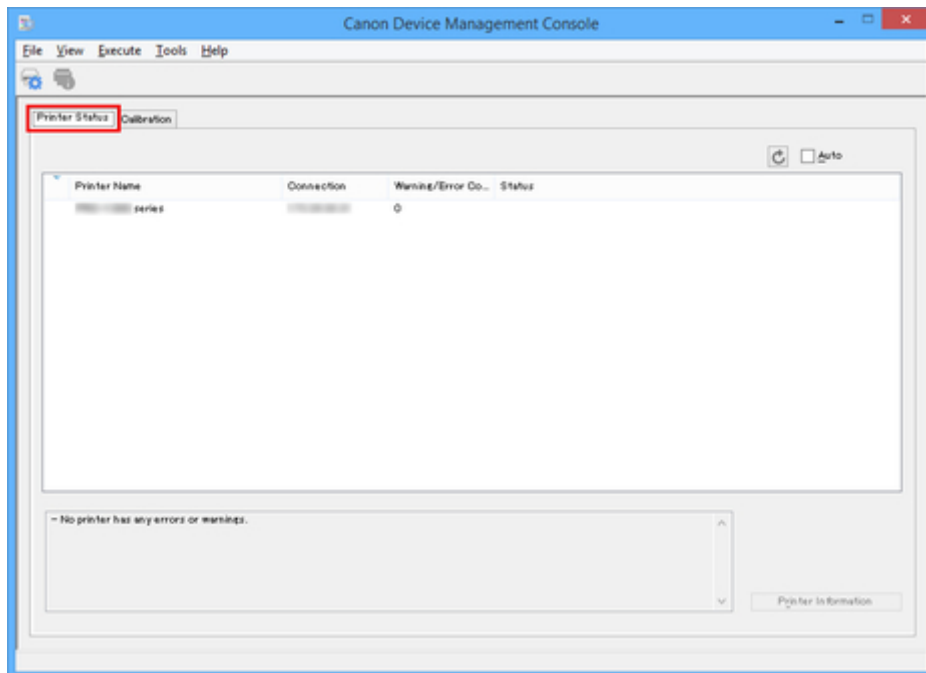 Canon Device Management Console
File View Execute Tools Help
Printer Status Calibration
Auto
Printer Name Connection Warning/Error Co... Status
series 0
- No printer has any errors or warnings.
Printer Information